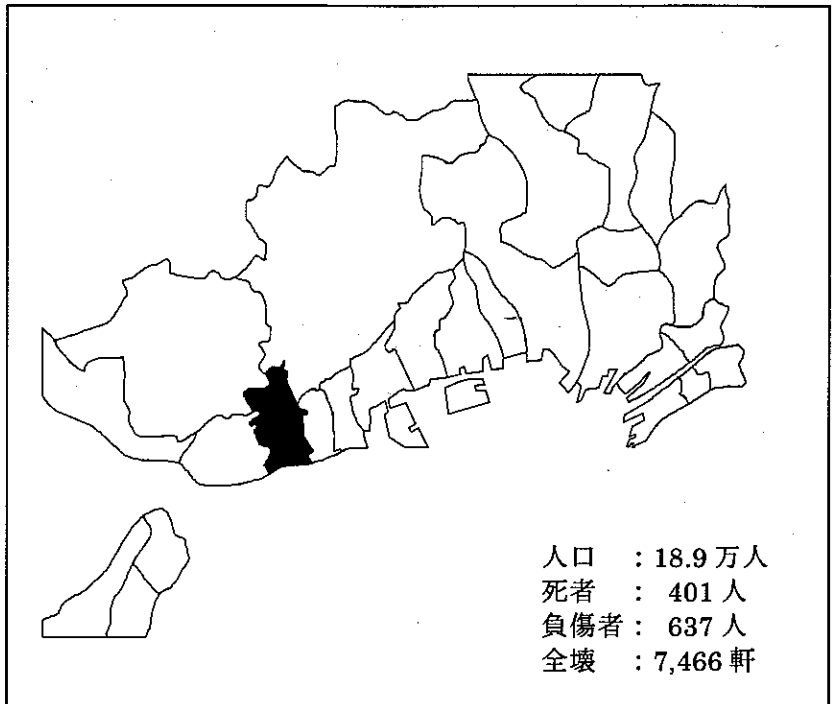 人口 : 18.9 万人
死者 : 401 人
負傷者 : 637 人
全壊 : 7,466 軒